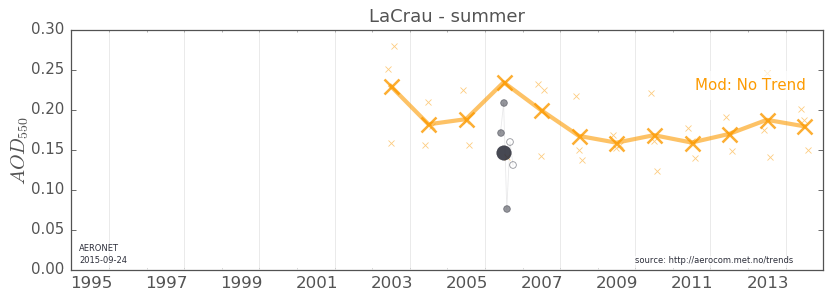 LaCrau - summer
0.30
0.25
0.20
0.15
0.10
0.05
0.00
AOD550
Mod: No Trend
AERONET
2015-09-24
source: http://aerocom.met.no/trends
1995 1997 1999 2001 2003 2005 2007 2009 2011 2013